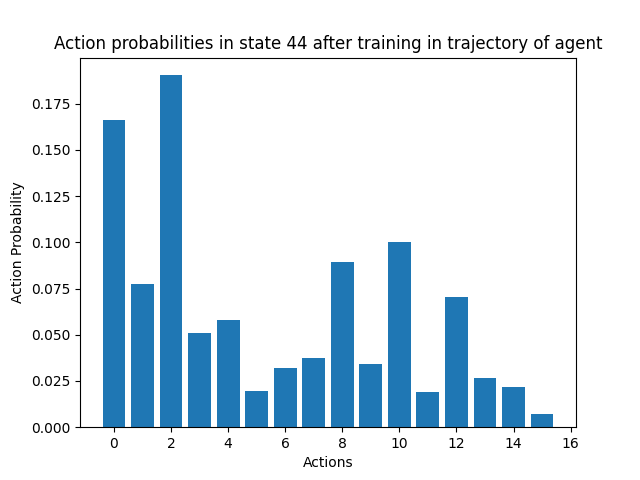 Action probabilities in state 44 after training in trajectory of agent
0.175
0.150
0.125
0.100
0.075
0.050
0.025
0.000
Action Probability
0 2 4 6 8 10 12 14 16
Actions